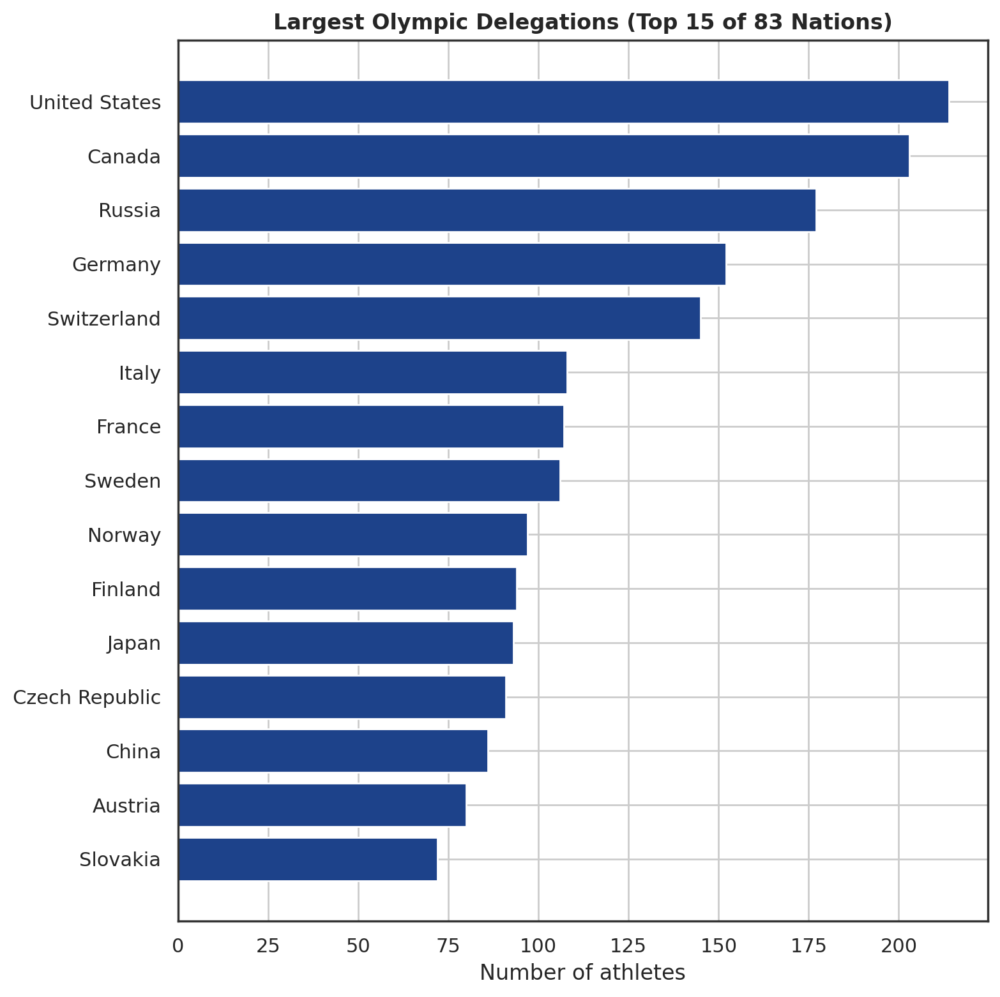 Largest Olympic Delegations (Top 15 of 83 Nations)
United States
Canada
Russia
Germany
Switzerland
Italy
France
Sweden
Norway
Finland
Japan
Czech Republic
China
Austria
Slovakia
0 25 50 75 100 125 150 175 200
Number of athletes